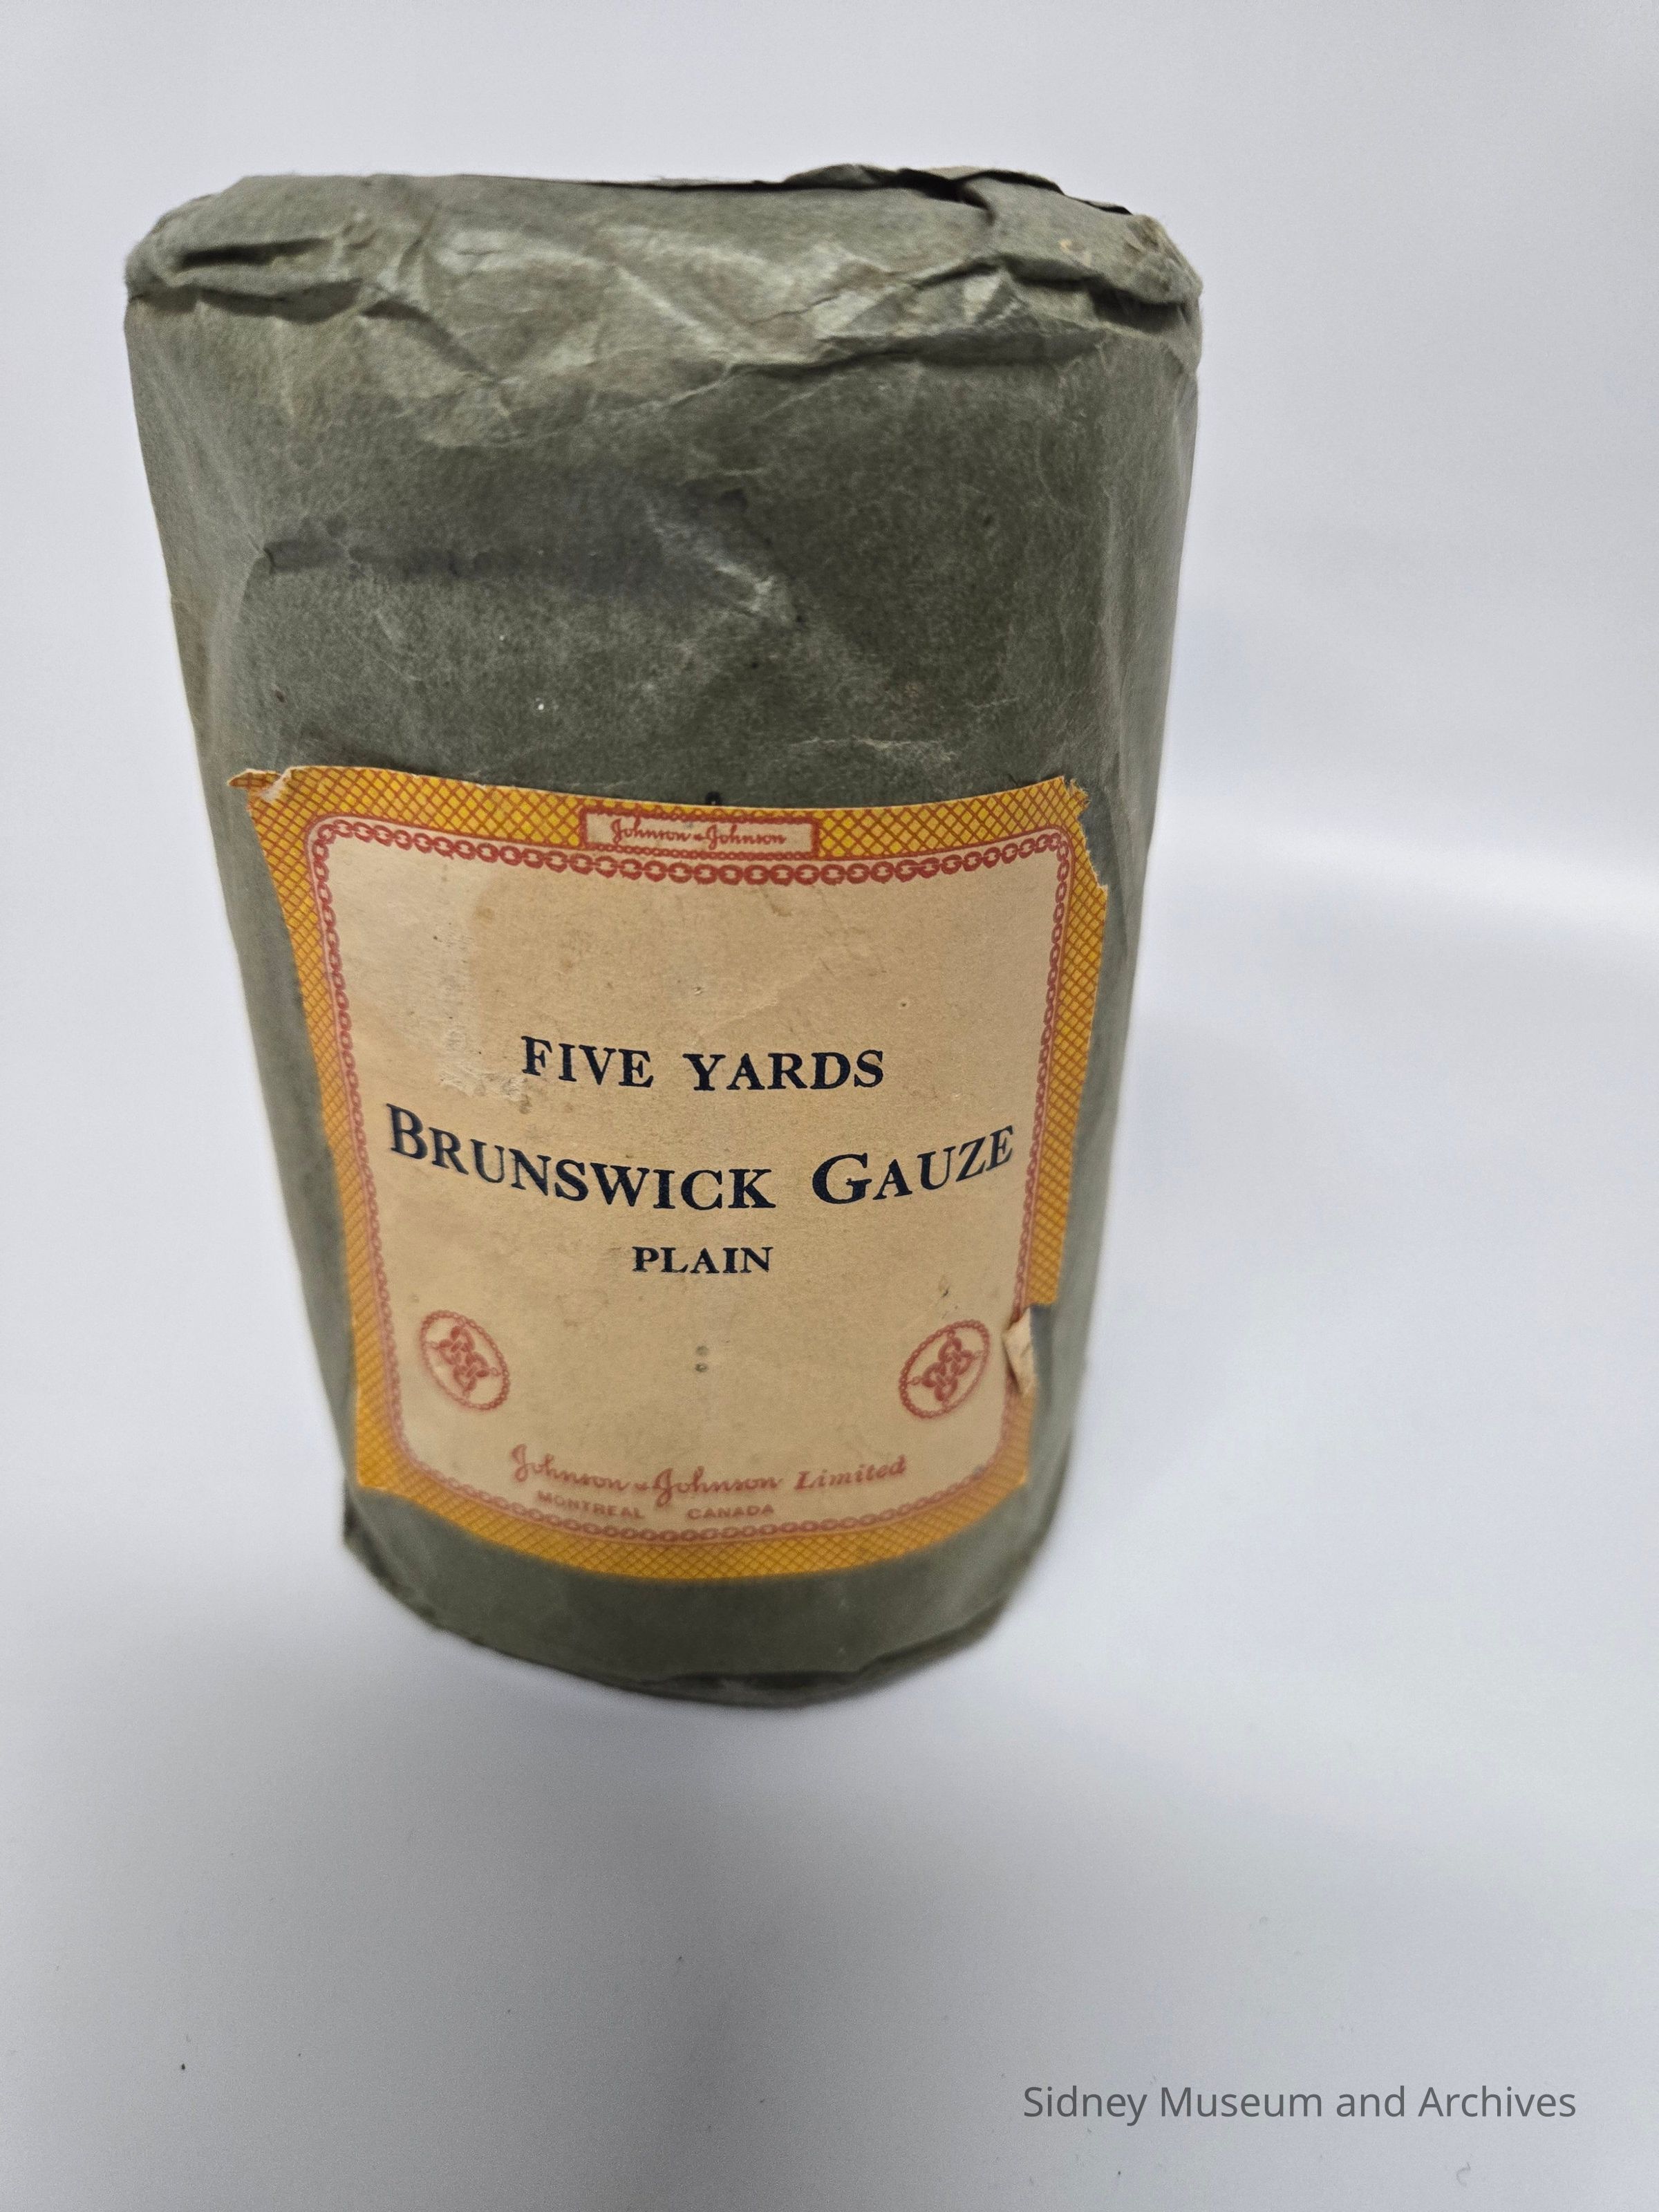 Johnson & Johnson
FIVE YARDS
BRUNSWICK GAUZE
PLAIN
Johnson & Johnson Limited
MONTREAL CANADA
Sidney Museum and Archives